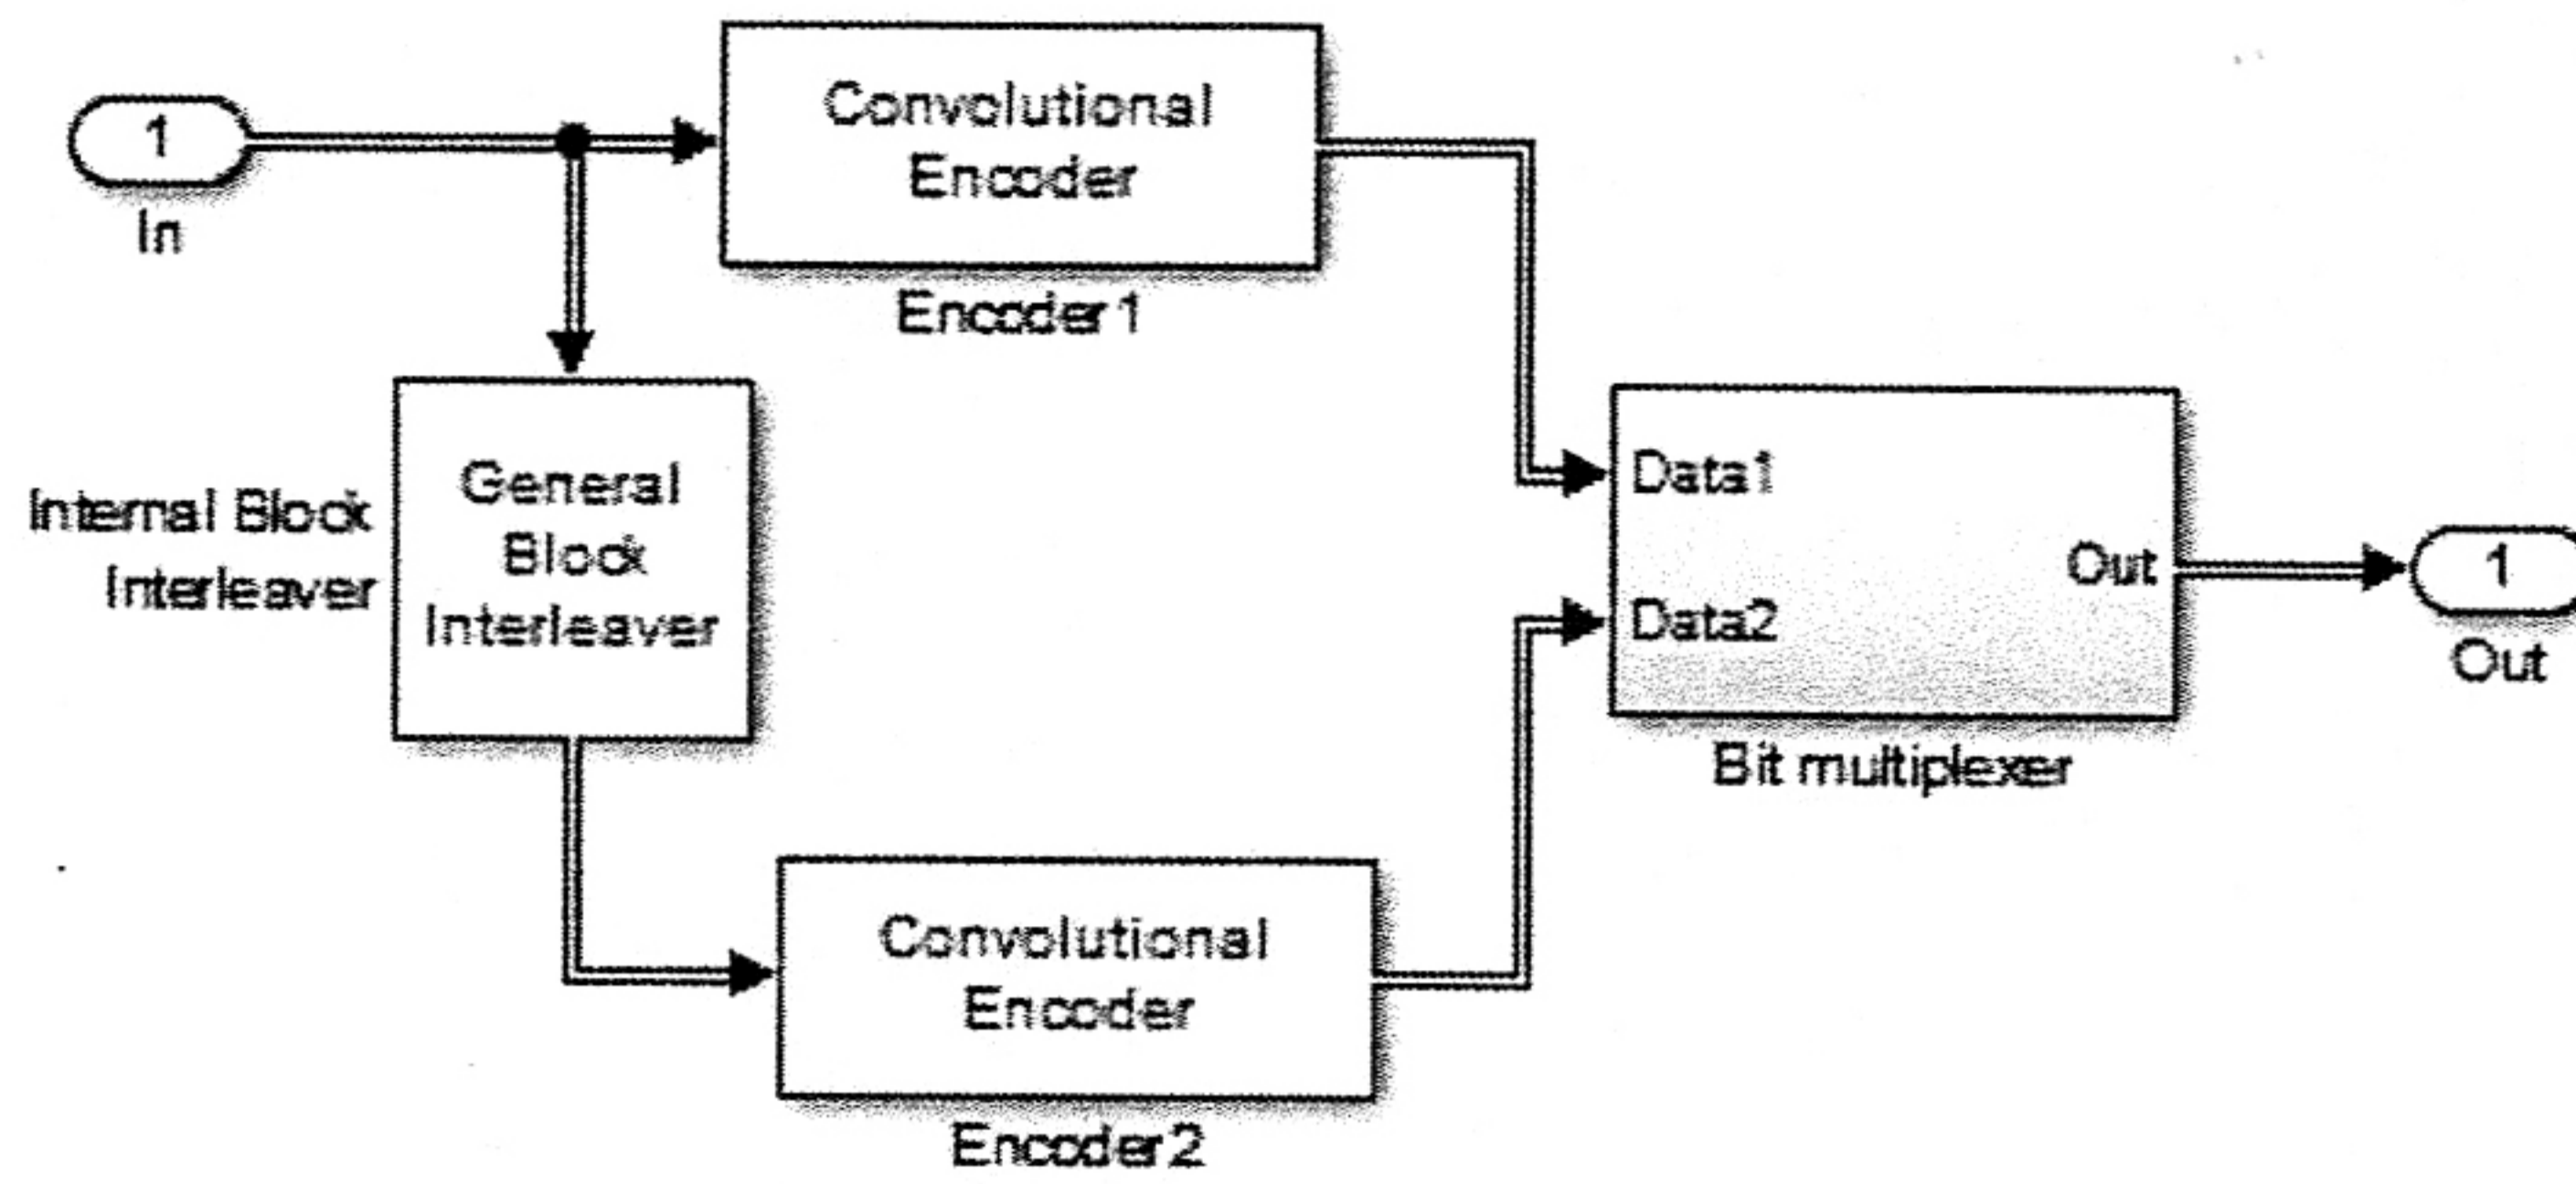 1
In
Convolutional
Encoder
Encoder1
Internal Block
Interleaver
General
Block
Interleaver
Data1
Data2
Out
Bit multiplexer
1
Out
Convolutional
Encoder
Encoder2